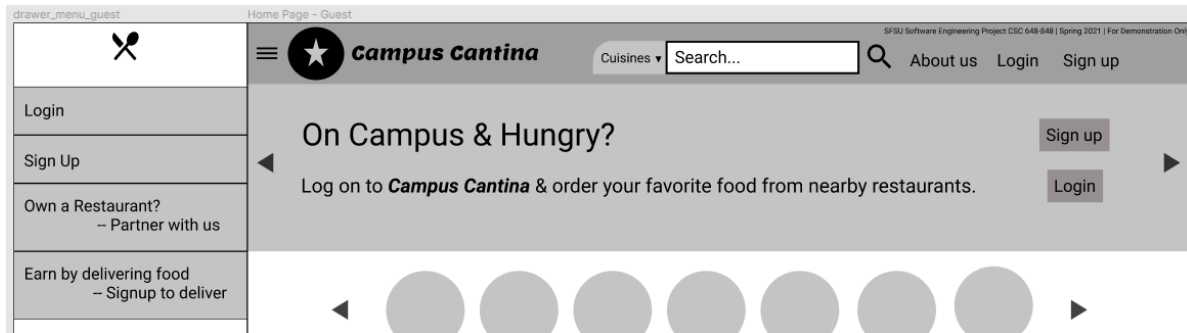 drawer_menu_guest
Home Page - Guest
SFSU Software Engineering Project CSC 648-848 | Spring 2021 | For Demonstration Only
Campus Cantina
Cuisines ▾
Search...
About us
Login
Sign up
Login
Sign Up
Own a Restaurant?
-- Partner with us
Earn by delivering food
-- Signup to deliver
On Campus & Hungry?
Log on to Campus Cantina & order your favorite food from nearby restaurants.
Sign up
Login